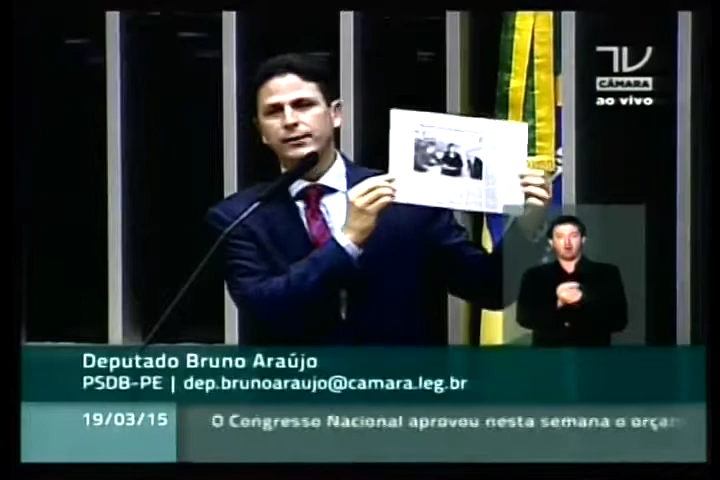 TV
CÂMARA
ao vivo
Deputado Bruno Araújo
PSDB-PE | dep.brunoaraujo@camara.leg.br
19/03/15
O Congresso Nacional aprovou nesta semana o orçam